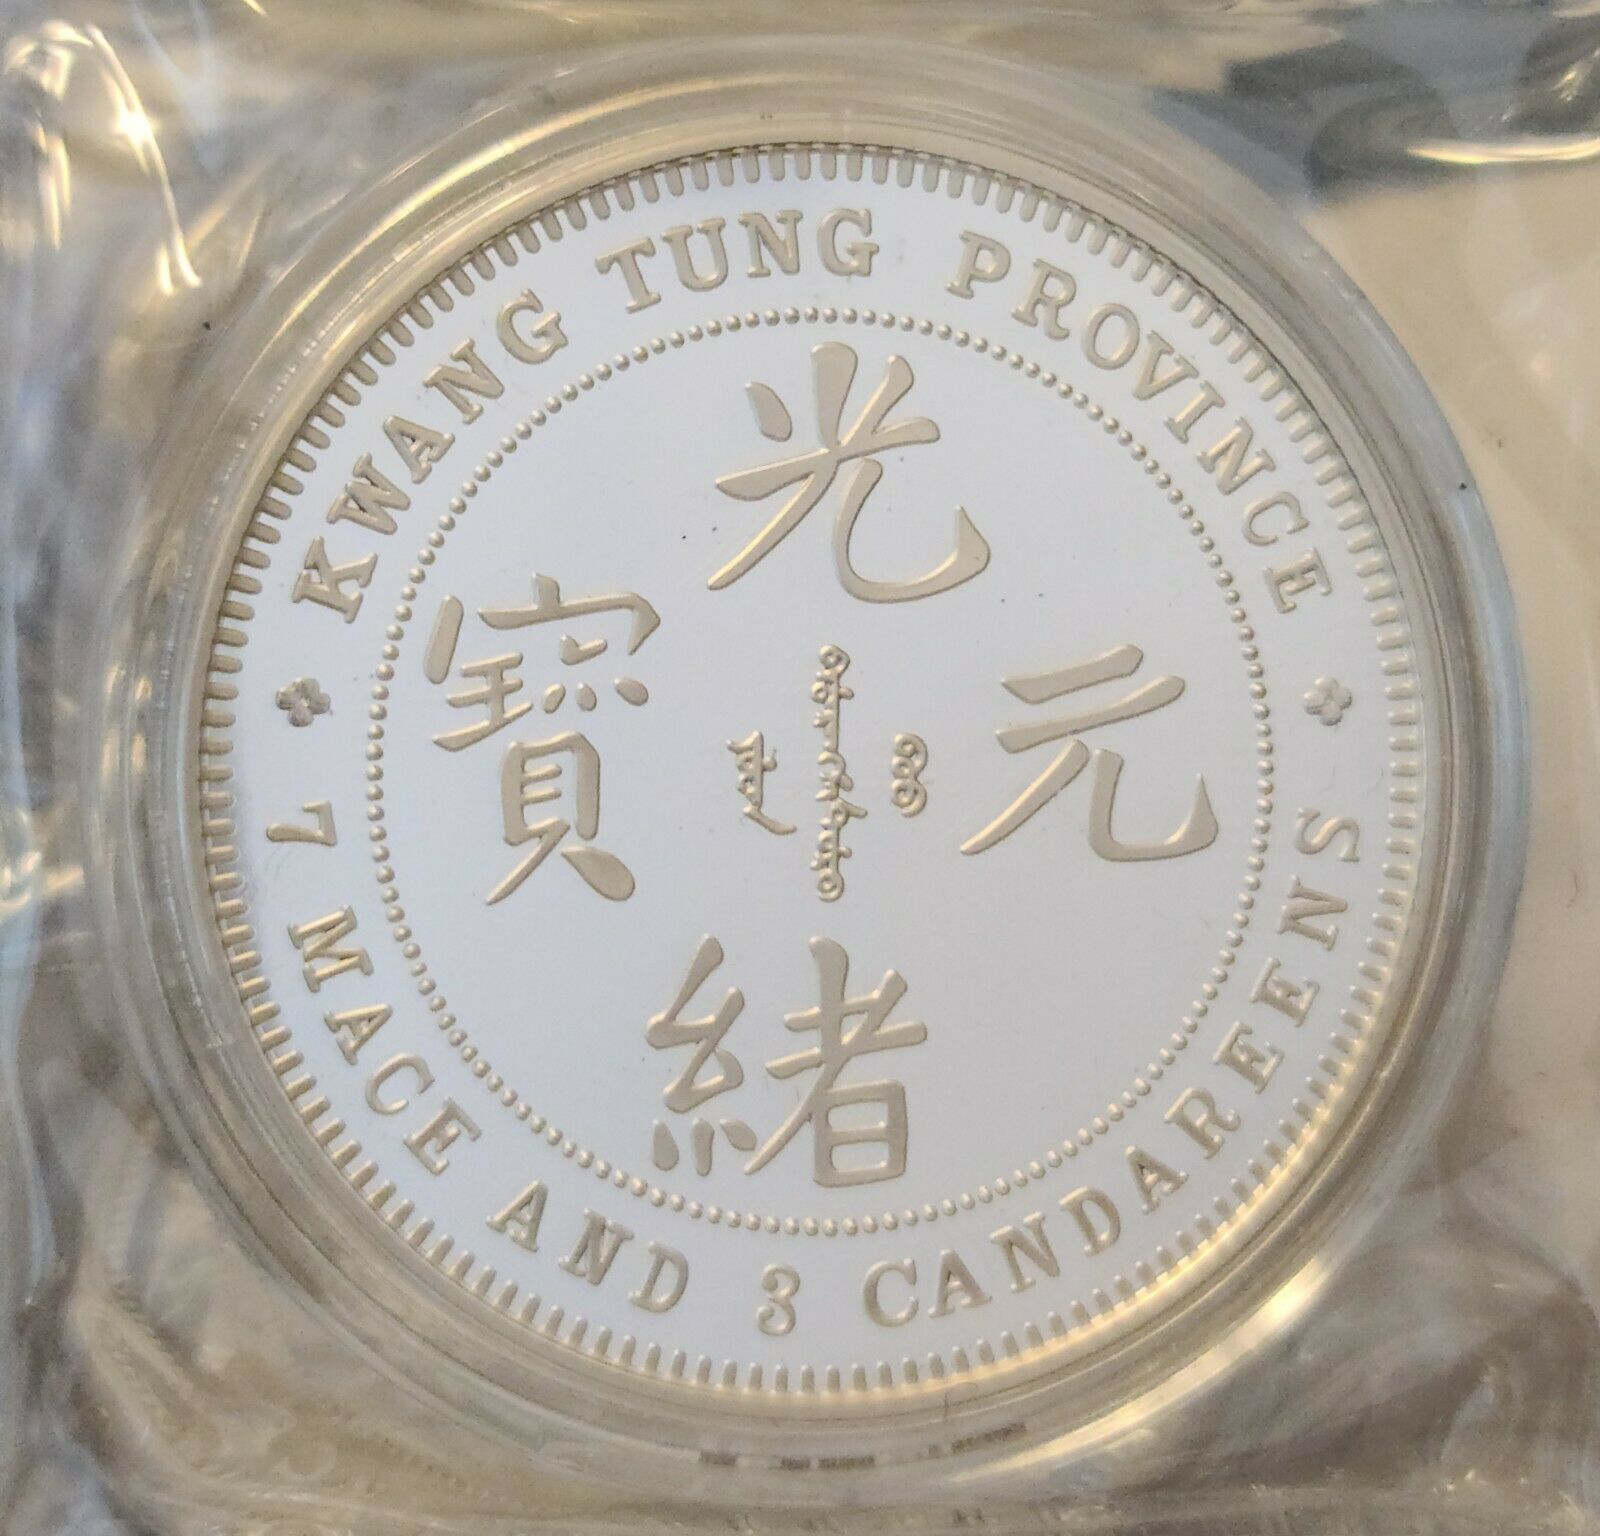 KWANG TUNG PROVINCE
光緒元寶
7 MACE AND 3 CANDAREENS